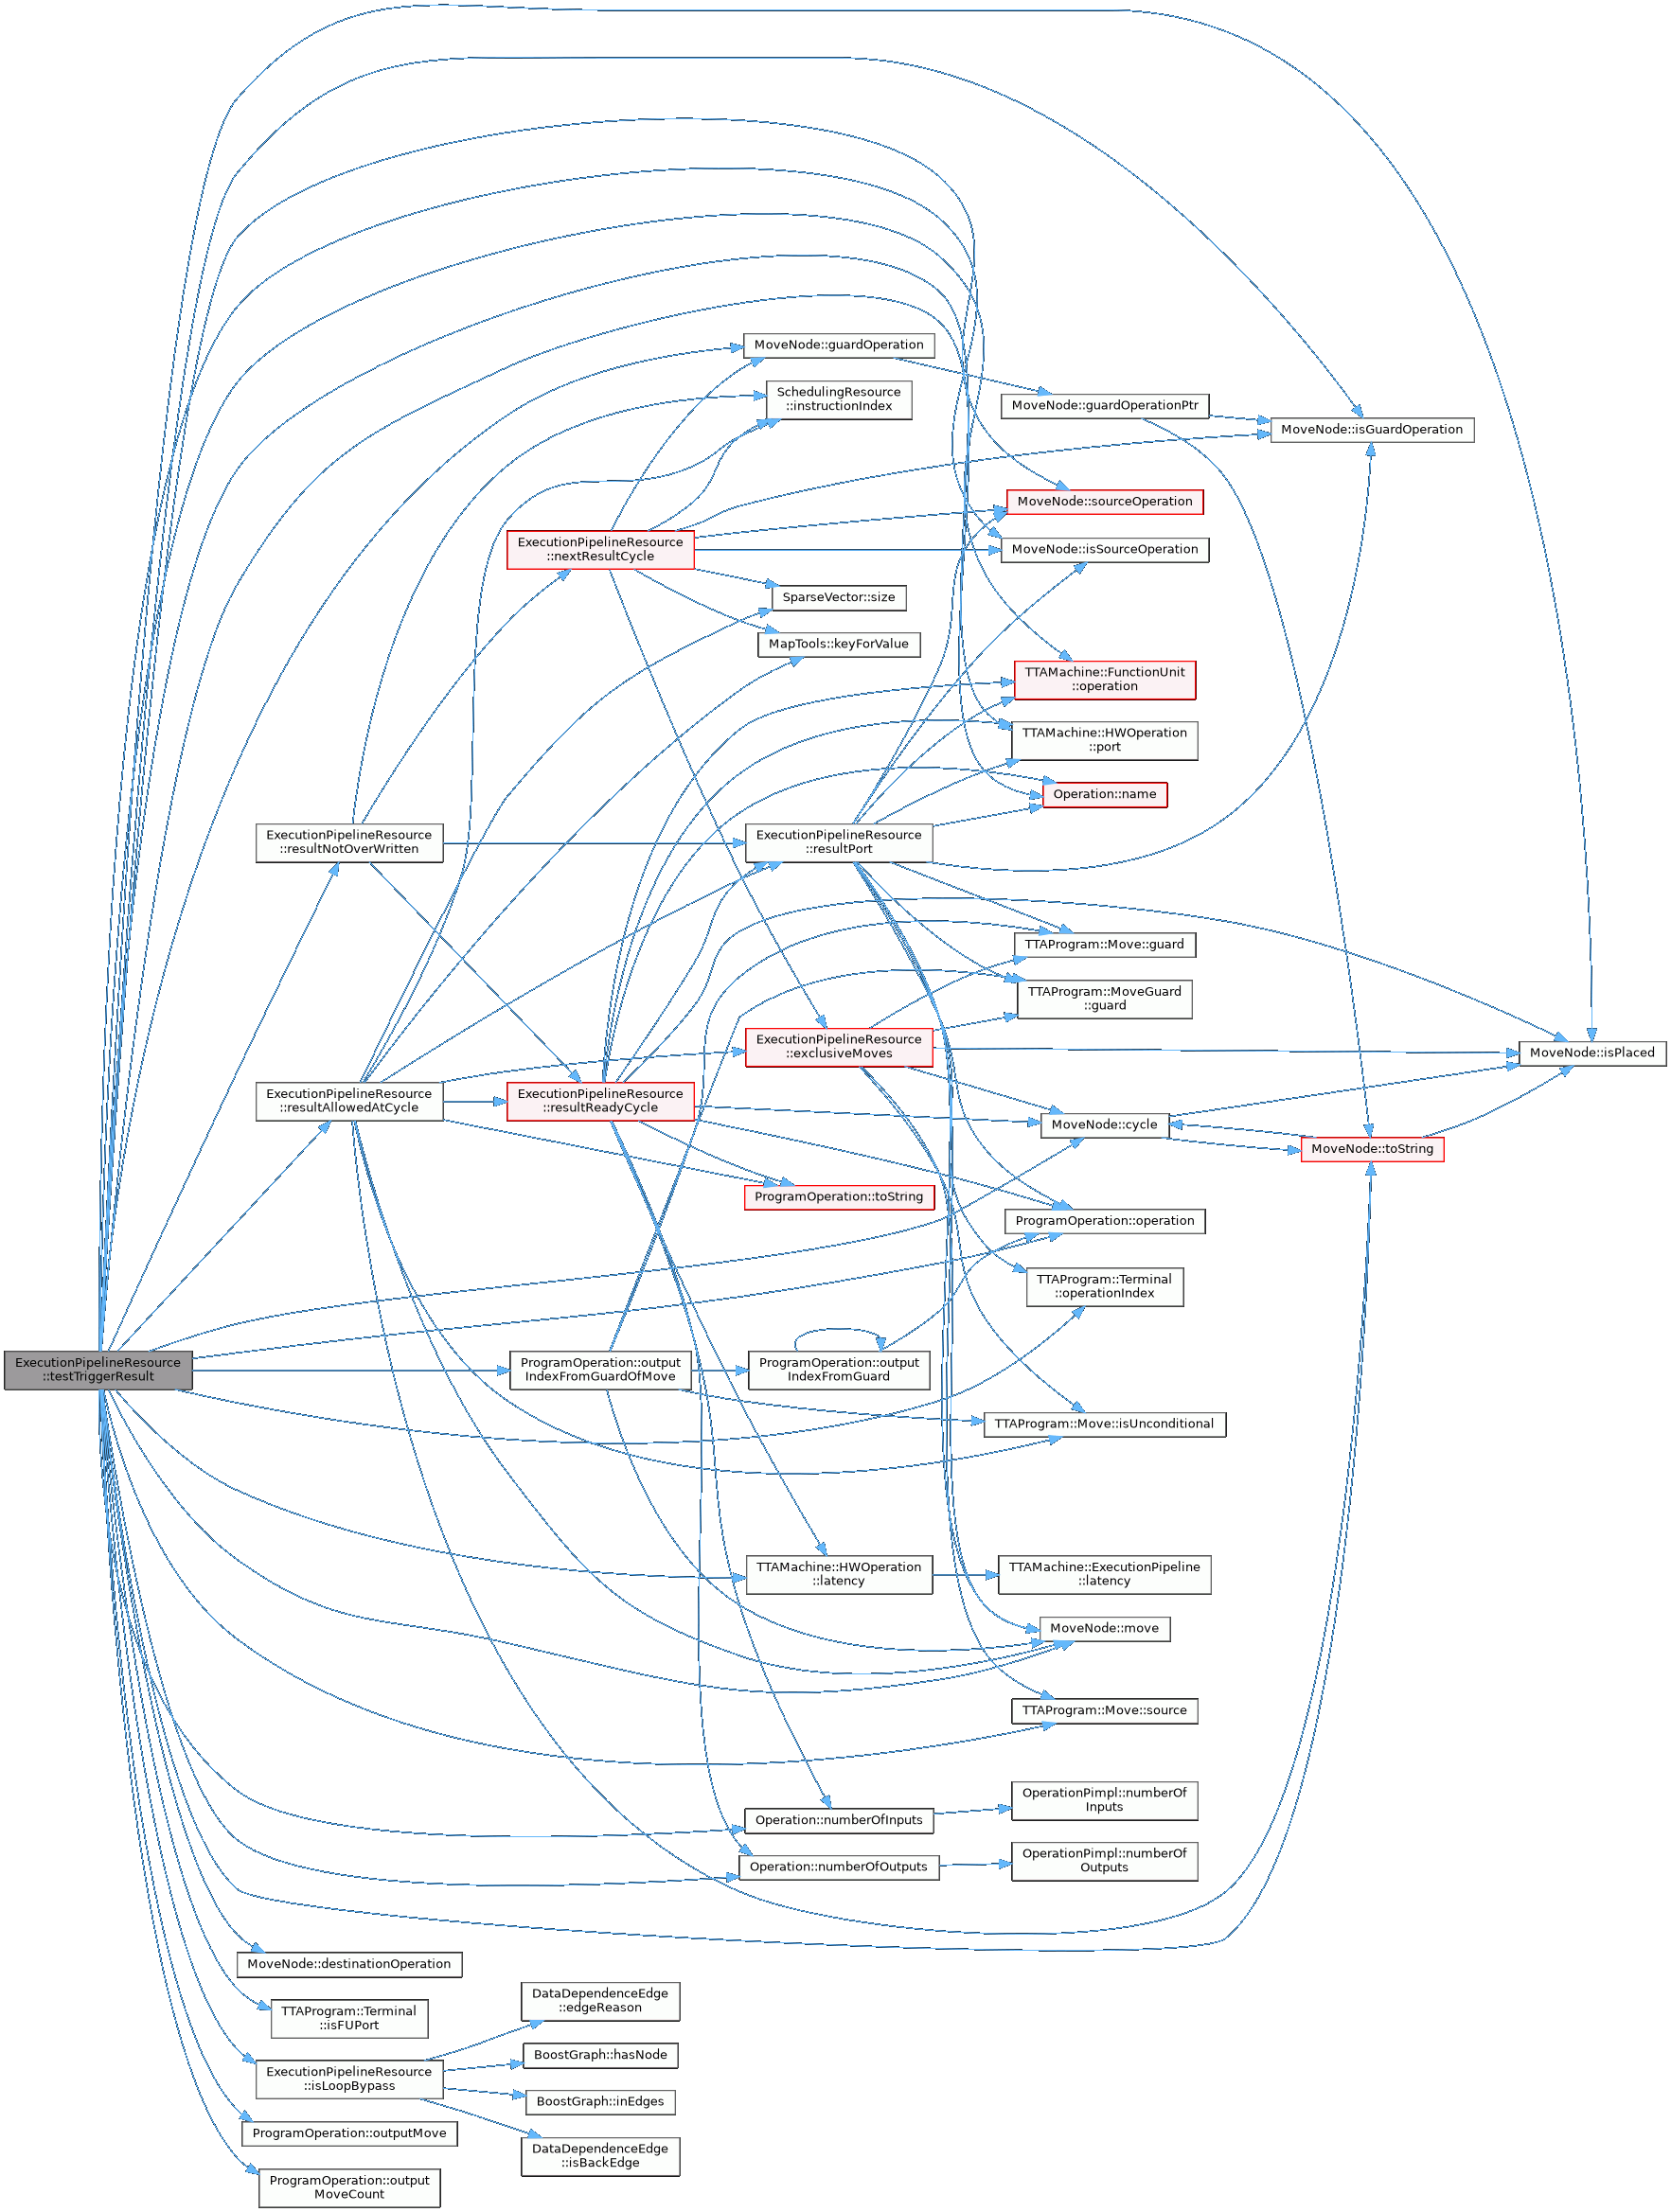 MoveNode::guardOperation
SchedulingResource
::instructionIndex
MoveNode::guardOperationPtr
MoveNode::isGuardOperation
MoveNode::sourceOperation
ExecutionPipelineResource
::nextResultCycle
MoveNode::isSourceOperation
SparseVector::size
MapTools::keyForValue
TTAMachine::FunctionUnit
::operation
TTAMachine::HWOperation
::port
Operation::name
ExecutionPipelineResource
::resultNotOverWritten
ExecutionPipelineResource
::resultPort
TTAProgram::Move::guard
TTAProgram::MoveGuard
::guard
ExecutionPipelineResource
::exclusiveMoves
MoveNode::isPlaced
ExecutionPipelineResource
::resultAllowedAtCycle
ExecutionPipelineResource
::resultReadyCycle
MoveNode::cycle
MoveNode::toString
ProgramOperation::toString
ProgramOperation::operation
TTAProgram::Terminal
::operationIndex
ExecutionPipelineResource
::testTriggerResult
ProgramOperation::output
IndexFromGuardOfMove
ProgramOperation::output
IndexFromGuard
TTAProgram::Move::isUnconditional
TTAMachine::HWOperation
::latency
TTAMachine::ExecutionPipeline
::latency
MoveNode::move
TTAProgram::Move::source
Operation::numberOfInputs
OperationPimpl::numberOf
Inputs
Operation::numberOfOutputs
OperationPimpl::numberOf
Outputs
MoveNode::destinationOperation
TTAProgram::Terminal
::isFUPort
DataDependenceEdge
::edgeReason
ExecutionPipelineResource
::isLoopBypass
BoostGraph::hasNode
BoostGraph::inEdges
ProgramOperation::outputMove
DataDependenceEdge
::isBackEdge
ProgramOperation::output
MoveCount